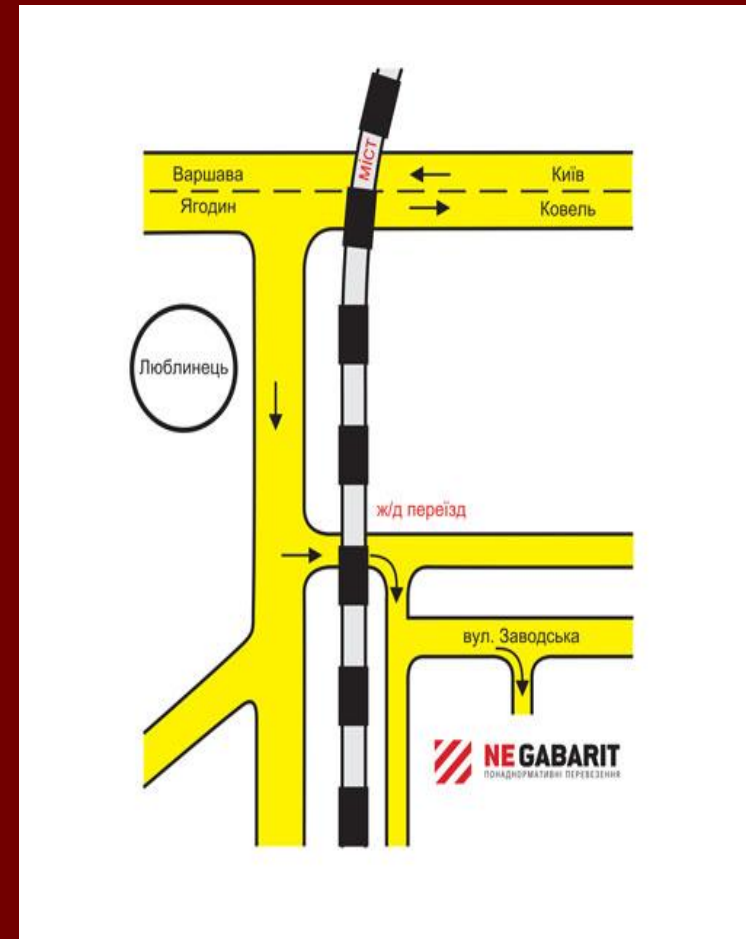 МІСТ
Варшава
Київ
Ягодин
Ковель
Люблинець
ж/д переїзд
вул. Заводська
NEGABARIT
ПОНАДНОРМАТИВНІ ПЕРЕВЕЗЕННЯ